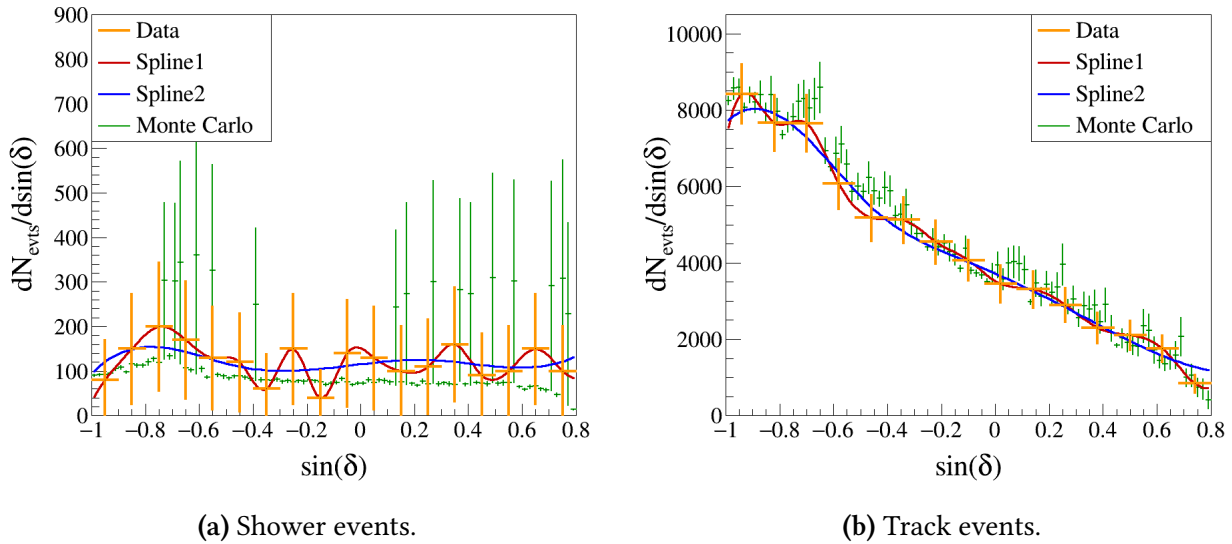 900
800
700
600
500
400
300
200
100
0
dN_evts/dsin(δ)
Data
Spline1
Spline2
Monte Carlo
−1 −0.8 −0.6 −0.4 −0.2 0 0.2 0.4 0.6 0.8
sin(δ)
(a) Shower events.
10000
8000
6000
4000
2000
0
dN_evts/dsin(δ)
Data
Spline1
Spline2
Monte Carlo
−1 −0.8 −0.6 −0.4 −0.2 0 0.2 0.4 0.6 0.8
sin(δ)
(b) Track events.